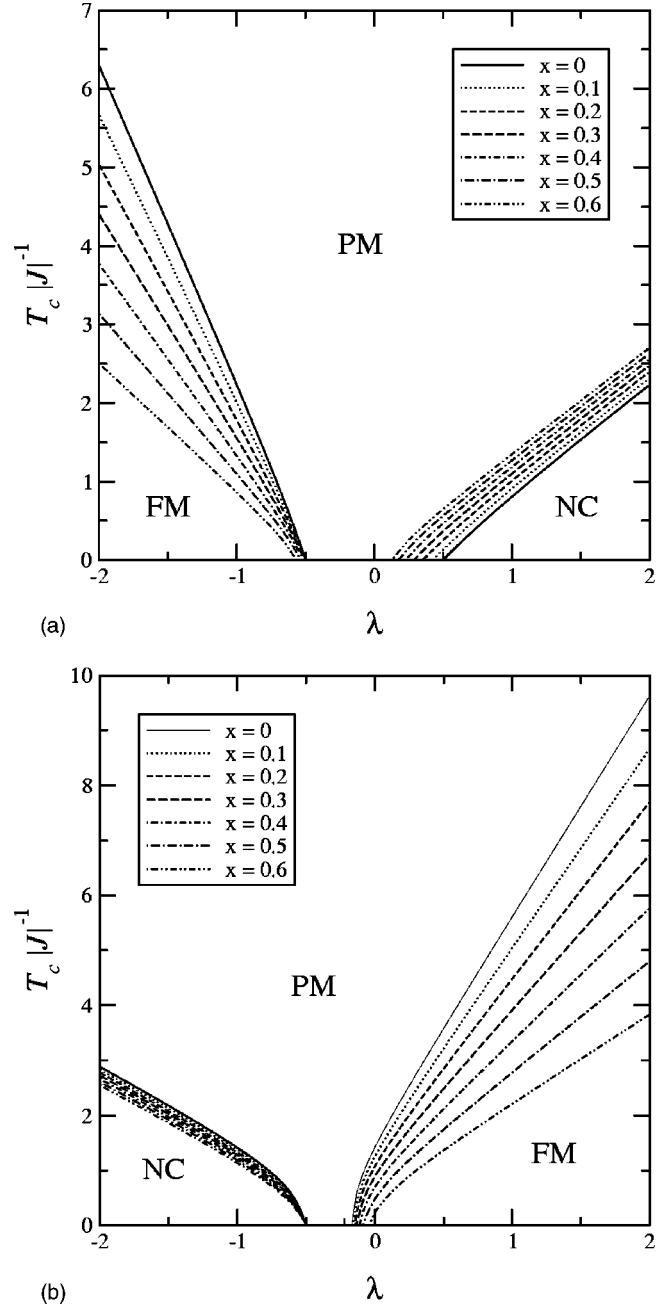 7
6
5
4
3
2
1
0
T_c |J|^-1
x = 0
x = 0.1
x = 0.2
x = 0.3
x = 0.4
x = 0.5
x = 0.6
PM
FM
NC
-2 -1 0 1 2
(a) λ
10
8
6
4
2
0
T_c |J|^-1
x = 0
x = 0.1
x = 0.2
x = 0.3
x = 0.4
x = 0.5
x = 0.6
PM
NC
FM
-2 -1 0 1 2
(b) λ